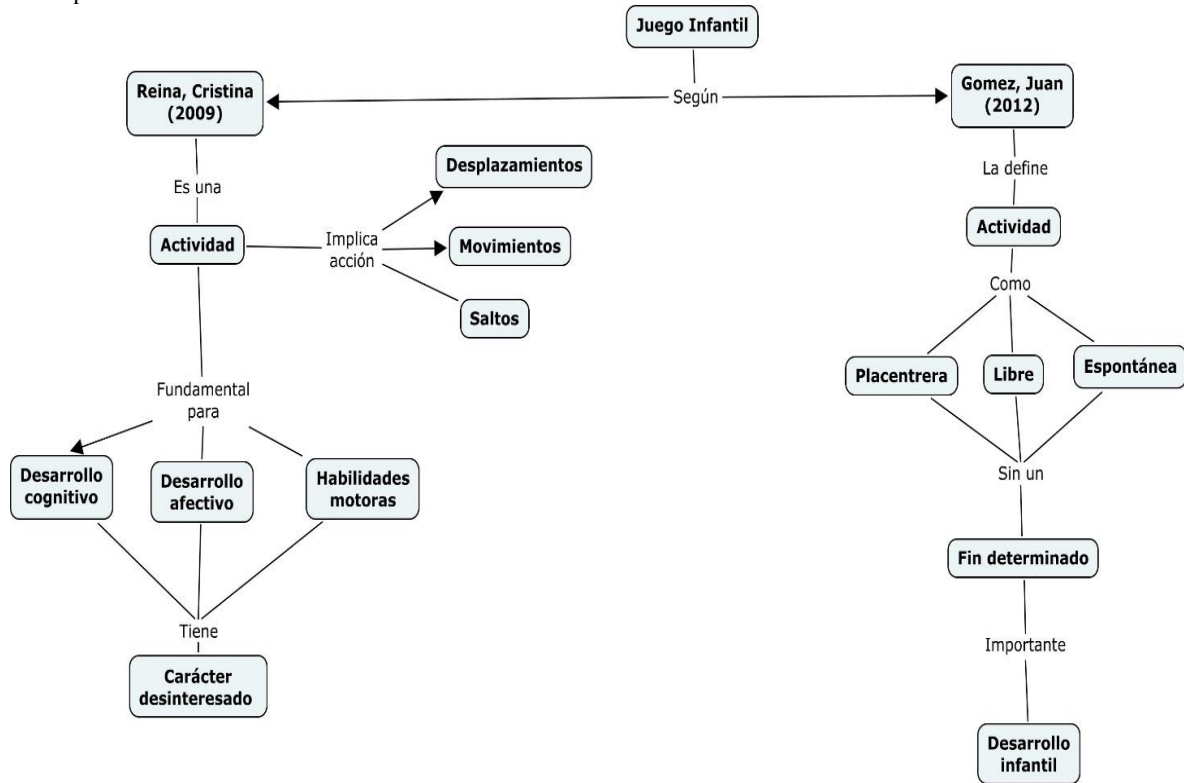 Juego Infantil
Según
Reina, Cristina
(2009)
Es una
Actividad
Implica
acción
Desplazamientos
Movimientos
Saltos
Fundamental
para
Desarrollo
cognitivo
Desarrollo
afectivo
Habilidades
motoras
Tiene
Carácter
desinteresado
Gomez, Juan
(2012)
La define
Actividad
Como
Placentrera
Libre
Espontánea
Sin un
Fin determinado
Importante
Desarrollo
infantil